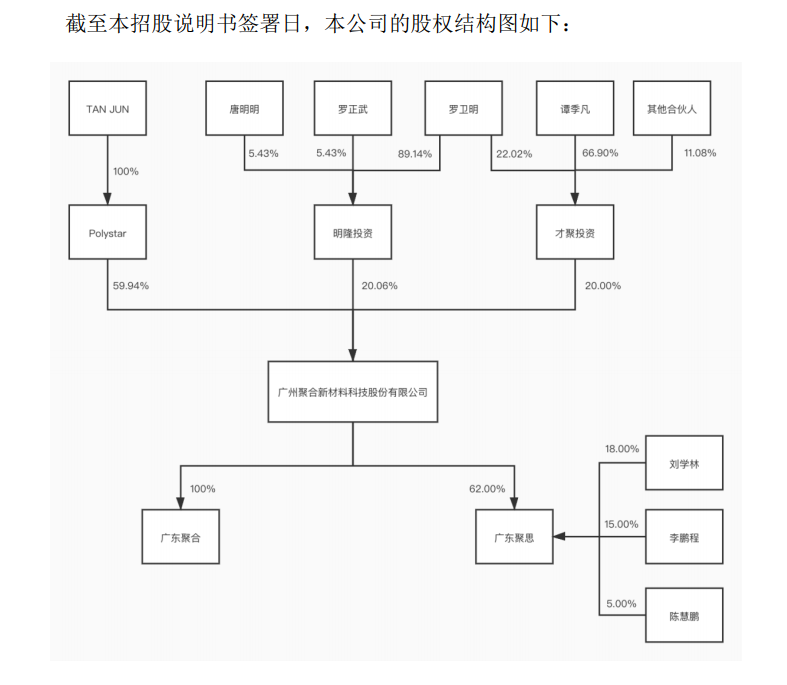 截至本招股说明书签署日，本公司的股权结构图如下：
TAN JUN
唐明明
罗正武
罗卫明
谭季凡
其他合伙人
100%
5.43%
5.43%
89.14%
22.02%
66.90%
11.08%
Polystar
明隆投资
才聚投资
59.94%
20.06%
20.00%
广州聚合新材料科技股份有限公司
100%
62.00%
18.00%
刘学林
广东聚合
广东聚思
15.00%
李鹏程
5.00%
陈慧鹏